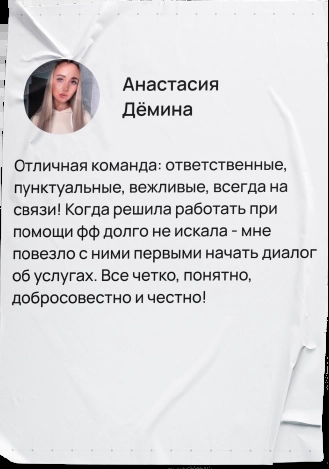 Анастасия
Дёмина
Отличная команда: ответственные,
пунктуальные, вежливые, всегда на
связи! Когда решила работать при
помощи фф долго не искала - мне
повезло с ними первыми начать диалог
об услугах. Все четко, понятно,
добросовестно и честно!